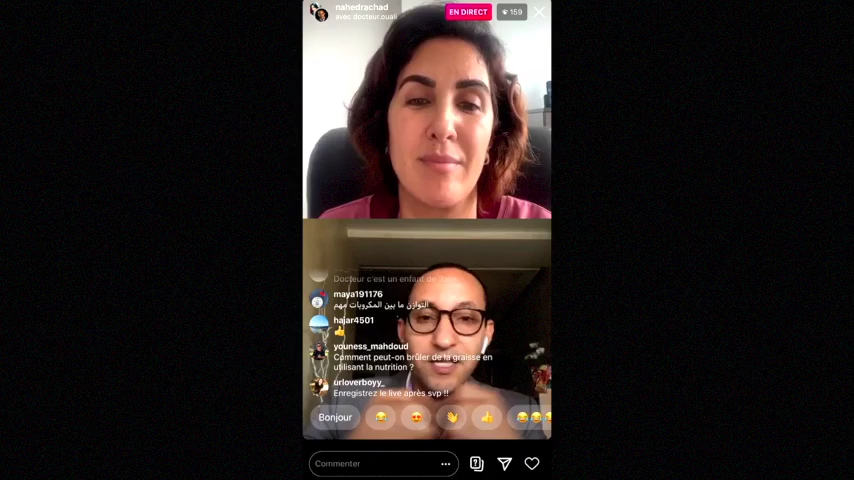 nahedrachad
avec docteur.ouali
EN DIRECT
159
Docteur c'est un enfant de
maya191176
التوازن ما بين المكروبات مهم
hajar4501
👍
youness_mahdoud
Comment peut-on brûler de la graisse en
utilisant la nutrition ?
urloverboyy_
Enregistrez le live après svp !!
Bonjour
Commenter